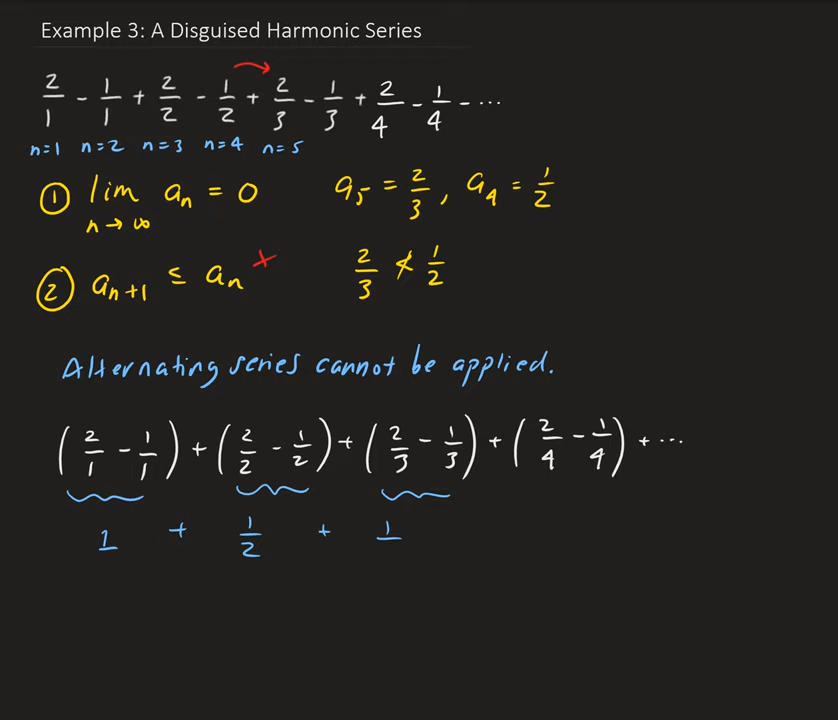 Example 3: A Disguised Harmonic Series
2/1 - 1/1 + 2/2 - 1/2 + 2/3 - 1/3 + 2/4 - 1/4 - ...
n=1 n=2 n=3 n=4 n=5
① lim n→∞ aₙ = 0 a₅ = 2/3, a₄ = 1/2
② aₙ₊₁ ≤ aₙ × 2/3 ≮ 1/2
Alternating series cannot be applied.
(2/1 - 1/1) + (2/2 - 1/2) + (2/3 - 1/3) + (2/4 - 1/4) + ...
1 + 1/2 + 1/